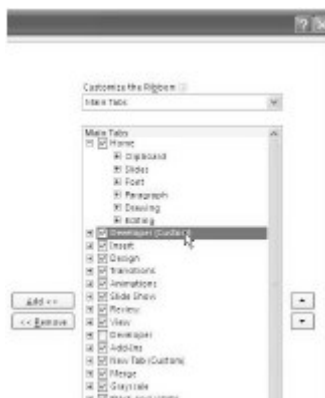 Customize the Ribbon
Main Tabs
Main Tabs
Home
Clipboard
Slides
Font
Paragraph
Drawing
Editing
Developer (Custom)
Insert
Design
Transitions
Animations
Slide Show
Review
View
Developer
Add-Ins
New Tab (Custom)
Merge
Grayscale
Add <<
<< Remove